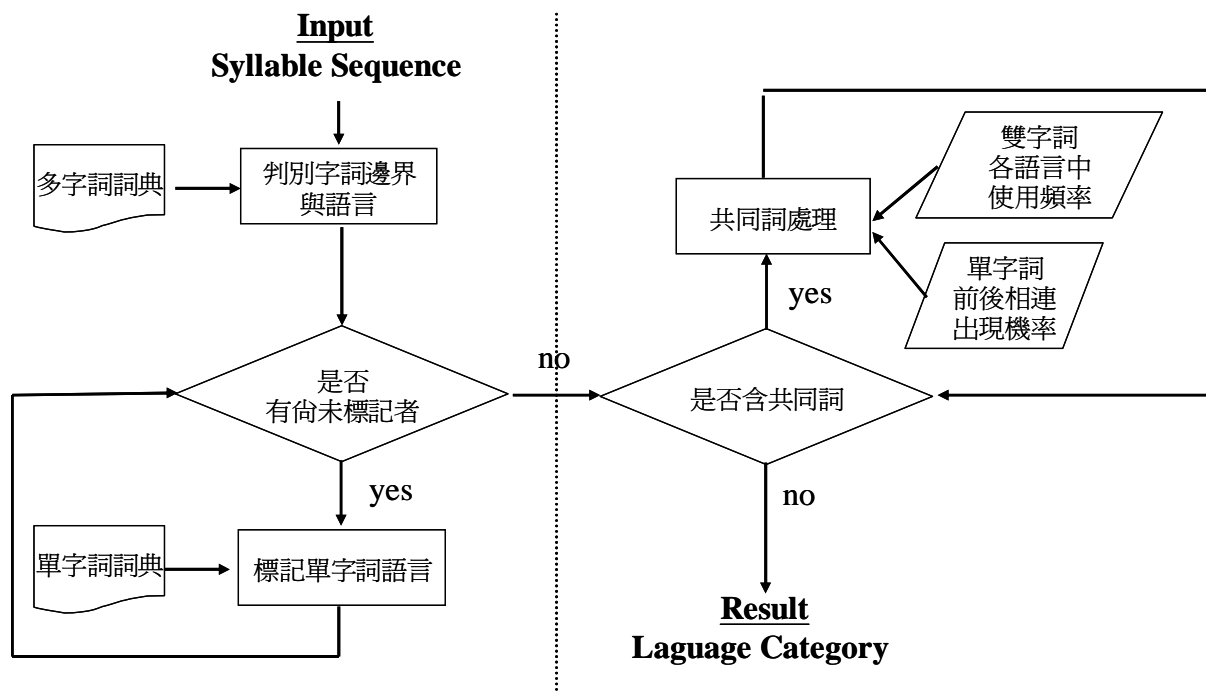 Input
Syllable Sequence
多字詞詞典
判別字詞邊界
與語言
是否
有尚未標記者
no
yes
單字詞詞典
標記單字詞語言
雙字詞
各語言中
使用頻率
共同詞處理
單字詞
前後相連
出現機率
yes
是否含共同詞
no
Result
Laguage Category